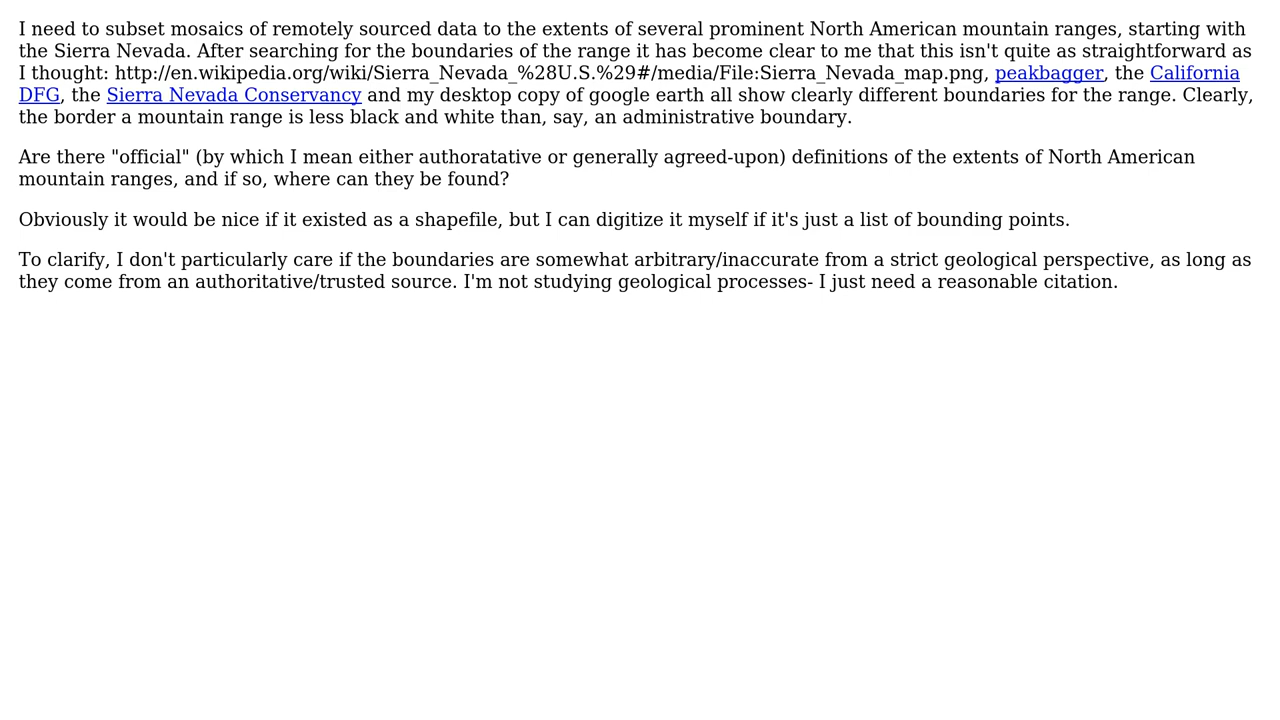 I need to subset mosaics of remotely sourced data to the extents of several prominent North American mountain ranges, starting with
the Sierra Nevada. After searching for the boundaries of the range it has become clear to me that this isn't quite as straightforward as
I thought: http://en.wikipedia.org/wiki/Sierra_Nevada_%28U.S.%29#/media/File:Sierra_Nevada_map.png, peakbagger, the California
DFG, the Sierra Nevada Conservancy and my desktop copy of google earth all show clearly different boundaries for the range. Clearly,
the border a mountain range is less black and white than, say, an administrative boundary.
Are there "official" (by which I mean either authoratative or generally agreed-upon) definitions of the extents of North American
mountain ranges, and if so, where can they be found?
Obviously it would be nice if it existed as a shapefile, but I can digitize it myself if it's just a list of bounding points.
To clarify, I don't particularly care if the boundaries are somewhat arbitrary/inaccurate from a strict geological perspective, as long as
they come from an authoritative/trusted source. I'm not studying geological processes- I just need a reasonable citation.